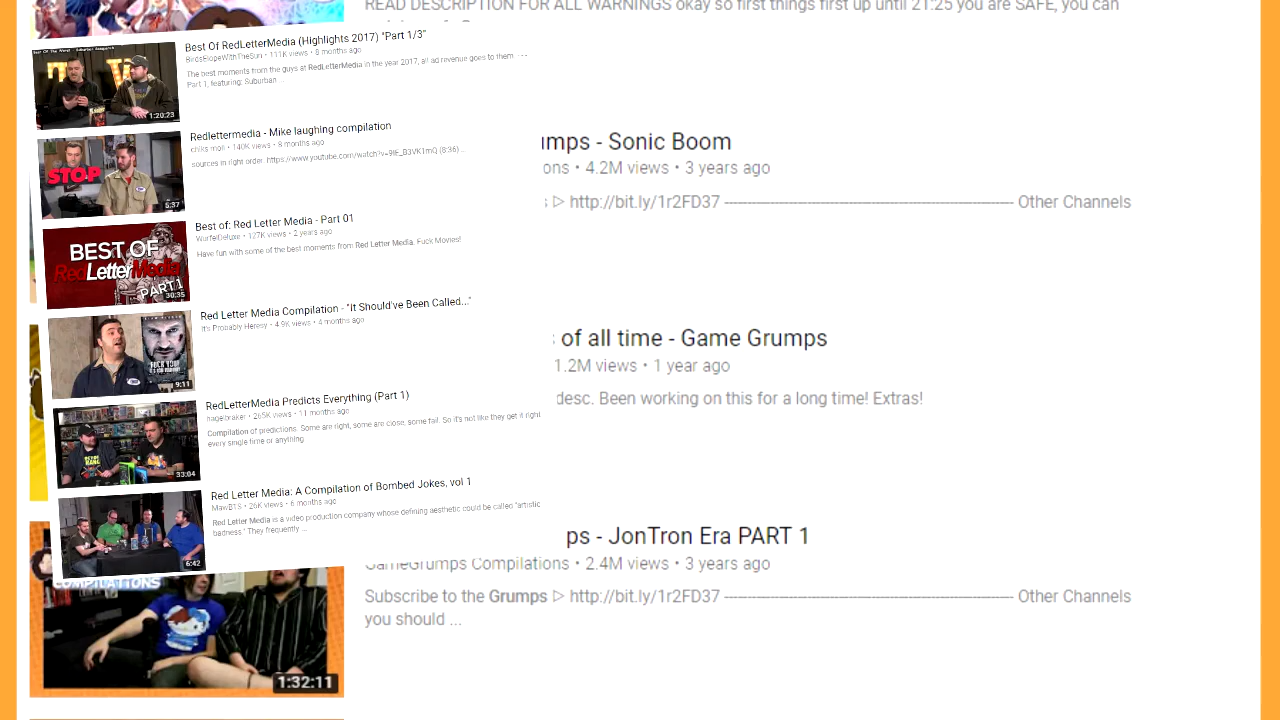 READ DESCRIPTION FOR ALL WARNINGS okay so first things first up until 21:25 you are SAFE, you can
Best Of RedLetterMedia (Highlights 2017) "Part 1/3"
BirdsElopeWithTheSun • 111K views • 8 months ago
The best moments from the guys at RedLetterMedia in the year 2017, all ad revenue goes to them ----
Part 1, featuring: Suburban ...
1:20:23
Redlettermedia - Mike laughing compilation
chiks moh • 140K views • 8 months ago
sources in right order: https://www.youtube.com/watch?v=9IF_B3VK1mQ (8:36)...
STOP
5:37
Best of: Red Letter Media - Part 01
WurfelDeluxe • 127K views • 2 years ago
Have fun with some of the best moments from Red Letter Media. Fuck Movies!
BEST OF
RedLetterMedia
PART 1
30:35
Red Letter Media Compilation - "It Should've Been Called..."
It's Probably Heresy • 4.9K views • 4 months ago
9:11
RedLetterMedia Predicts Everything (Part 1)
nagelbraker • 265K views • 11 months ago
Compilation of predictions. Some are right, some are close, some fail. So it's not like they get it right
every single time or anything
33:04
Red Letter Media: A Compilation of Bombed Jokes, vol 1
MawBTS • 26K views • 6 months ago
Red Letter Media is a video production company whose defining aesthetic could be called "artistic
badness." They frequently ...
6:42
mps - Sonic Boom
ons • 4.2M views • 3 years ago
▷ http://bit.ly/1r2FD37 ---------------------------------------------------------- Other Channels
of all time - Game Grumps
1.2M views • 1 year ago
desc. Been working on this for a long time! Extras!
ps - JonTron Era PART 1
GameGrumps Compilations • 2.4M views • 3 years ago
Subscribe to the Grumps ▷ http://bit.ly/1r2FD37 ---------------------------------------------------------- Other Channels
you should ...
COMPILATIONS
1:32:11